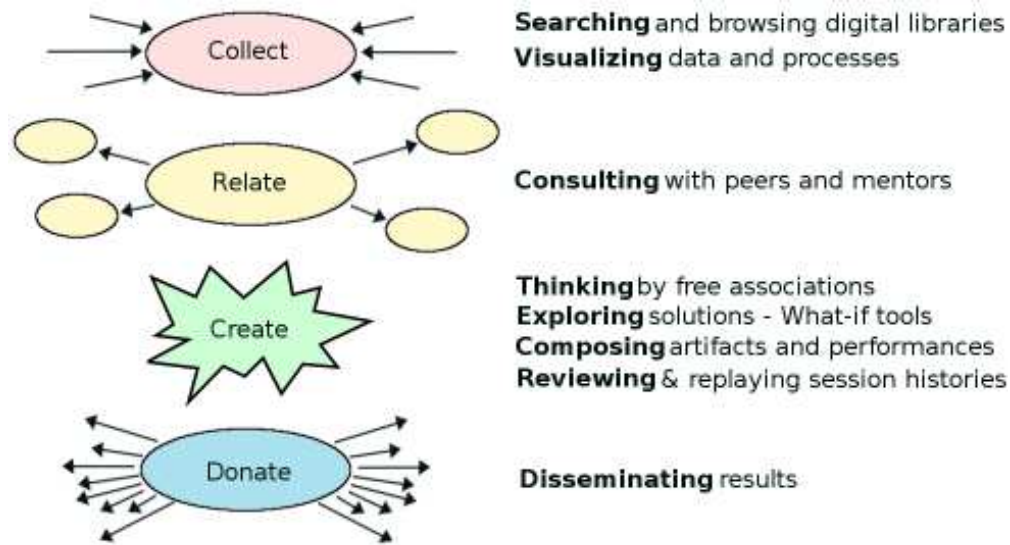 Collect
Searching and browsing digital libraries
Visualizing data and processes
Relate
Consulting with peers and mentors
Create
Thinking by free associations
Exploring solutions - What-if tools
Composing artifacts and performances
Reviewing & replaying session histories
Donate
Disseminating results